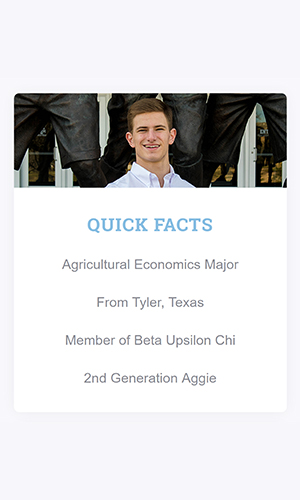 QUICK FACTS
Agricultural Economics Major
From Tyler, Texas
Member of Beta Upsilon Chi
2nd Generation Aggie